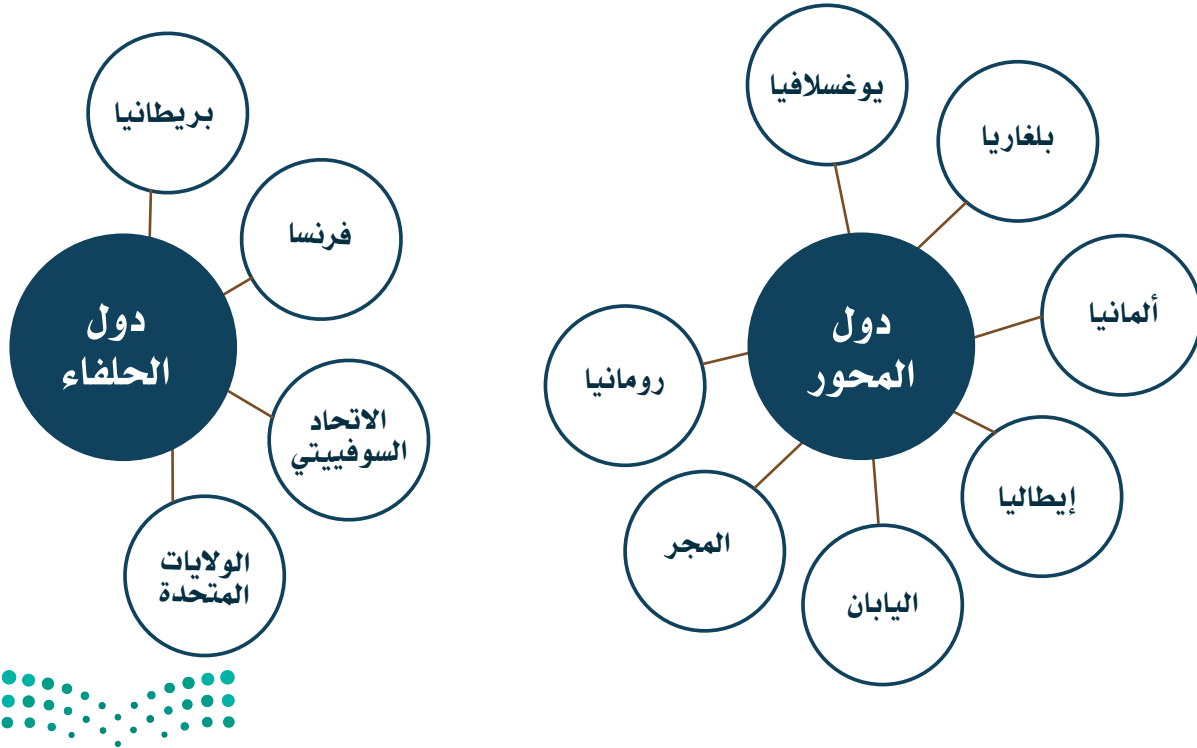 دول
المحور
يوغسلافيا
بلغاريا
ألمانيا
إيطاليا
اليابان
المجر
رومانيا
دول
الحلفاء
بريطانيا
فرنسا
الاتحاد
السوفييتي
الولايات
المتحدة